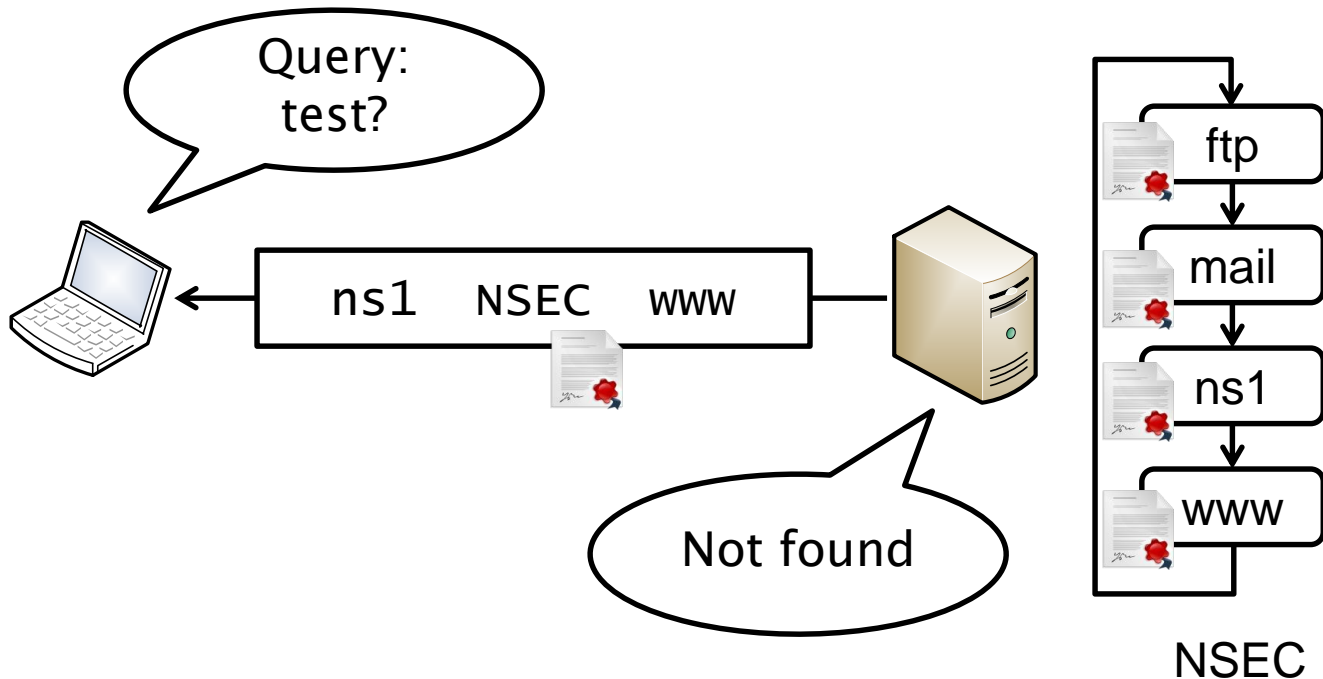 Query:
test?
ns1 NSEC www
Not found
ftp
mail
ns1
www
NSEC